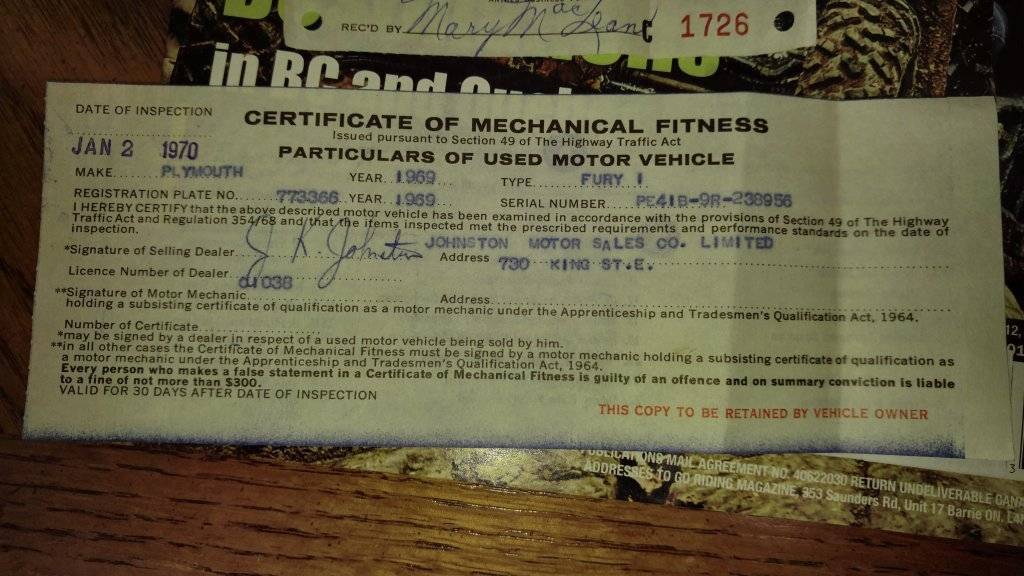 REC'D BY Mary MacLean
1726
in BC and
DATE OF INSPECTION
CERTIFICATE OF MECHANICAL FITNESS
Issued pursuant to Section 49 of The Highway Traffic Act
JAN 2 1970
PARTICULARS OF USED MOTOR VEHICLE
MAKE PLYMOUTH YEAR 1969 TYPE FURY I
REGISTRATION PLATE NO. 773366 YEAR 1969 SERIAL NUMBER PE41B-9R-238956
I HEREBY CERTIFY that the above described motor vehicle has been examined in accordance with the provisions of Section 49 of The Highway
Traffic Act and Regulation 354/68 and that the items inspected met the prescribed requirements and performance standards on the date of
inspection.
*Signature of Selling Dealer J. K. Johnston JOHNSTON MOTOR SALES CO. LIMITED
Address 730 KING ST.E.
Licence Number of Dealer 038
**Signature of Motor Mechanic Address
holding a subsisting certificate of qualification as a motor mechanic under the Apprenticeship and Tradesmen's Qualification Act, 1964.
Number of Certificate
*may be signed by a dealer in respect of a used motor vehicle being sold by him.
**in all other cases the Certificate of Mechanical Fitness must be signed by a motor mechanic holding a subsisting certificate of qualification as
a motor mechanic under the Apprenticeship and Tradesmen's Qualification Act, 1964.
Every person who makes a false statement in a Certificate of Mechanical Fitness is guilty of an offence and on summary conviction is liable
to a fine of not more than $300.
VALID FOR 30 DAYS AFTER DATE OF INSPECTION
THIS COPY TO BE RETAINED BY VEHICLE OWNER
PUBLICATIONS MAIL AGREEMENT NO. 40622030 RETURN UNDELIVERABLE
ADDRESSES TO GO RIDING MAGAZINE, 953 Saunders Rd, Unit 17 Barrie ON.